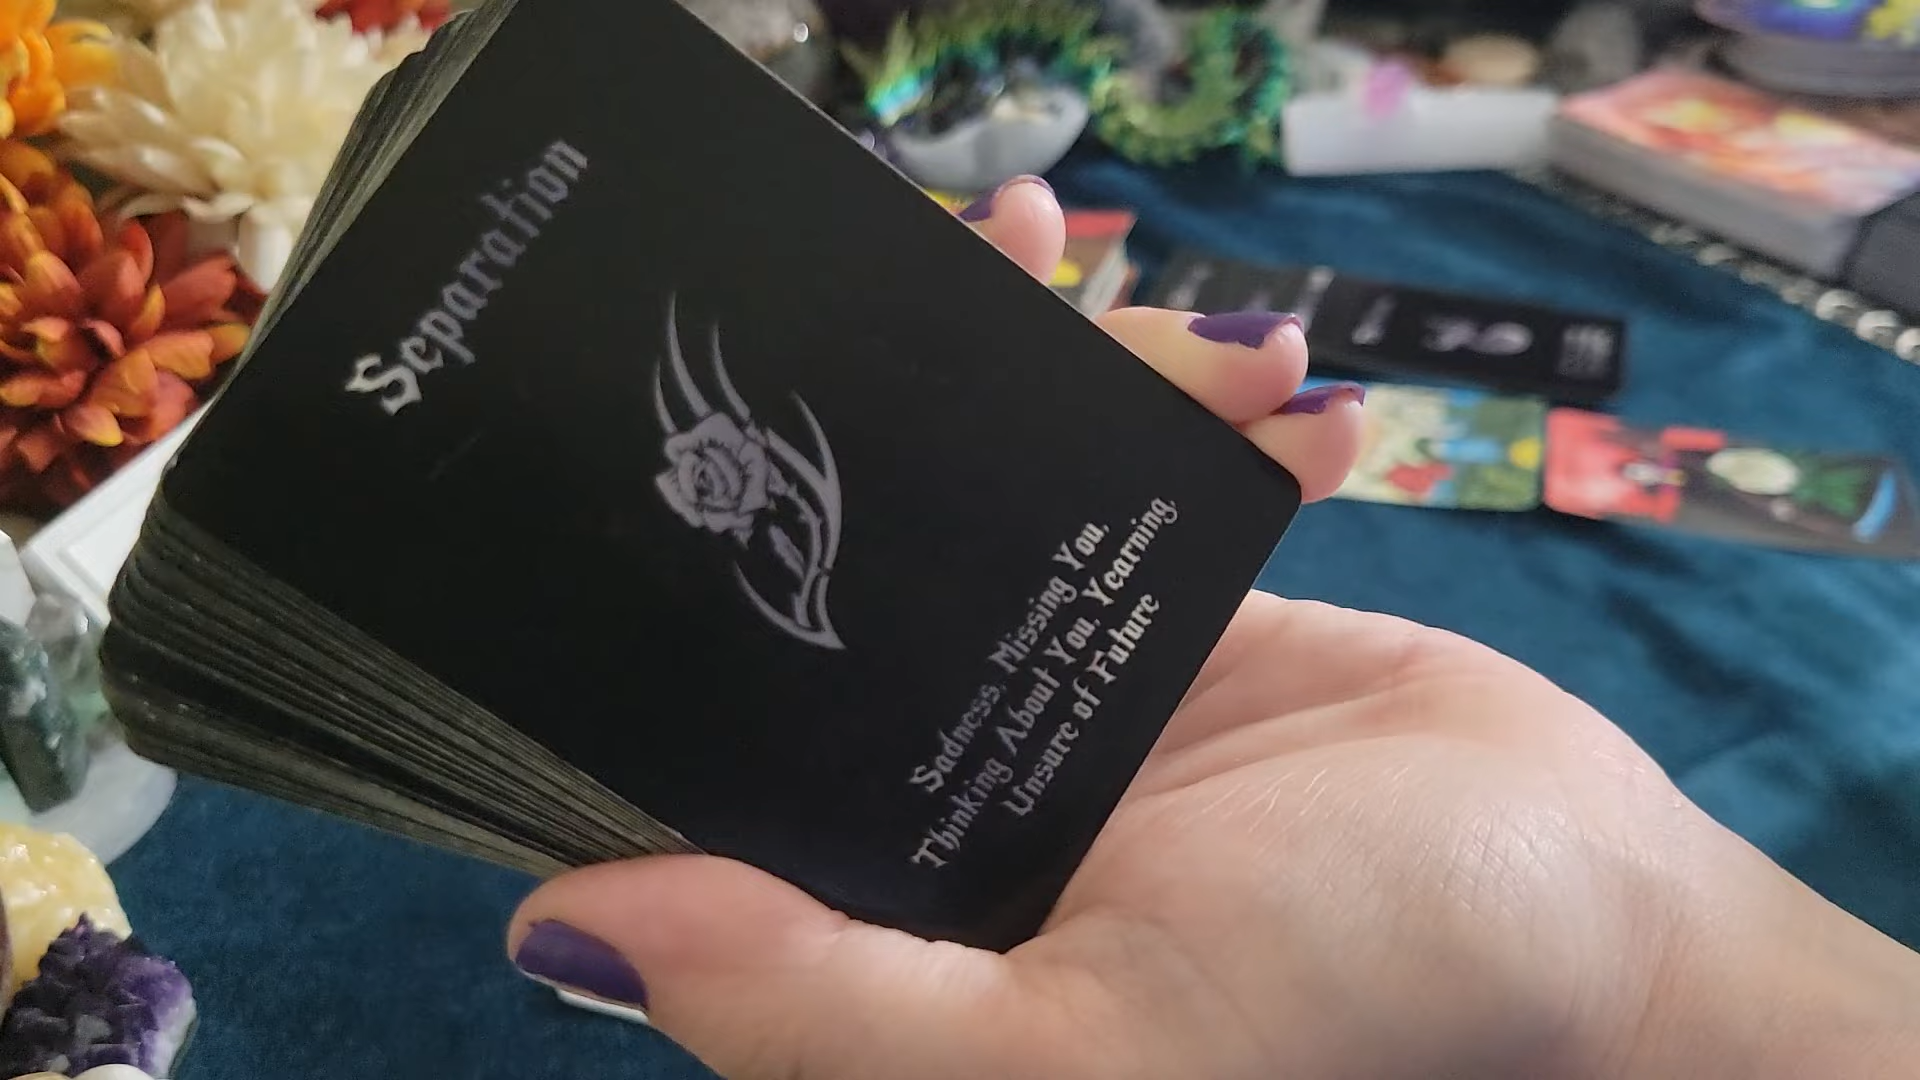 Separation
Sadness, Missing You,
Thinking About You, Yearning,
Unsure of Future